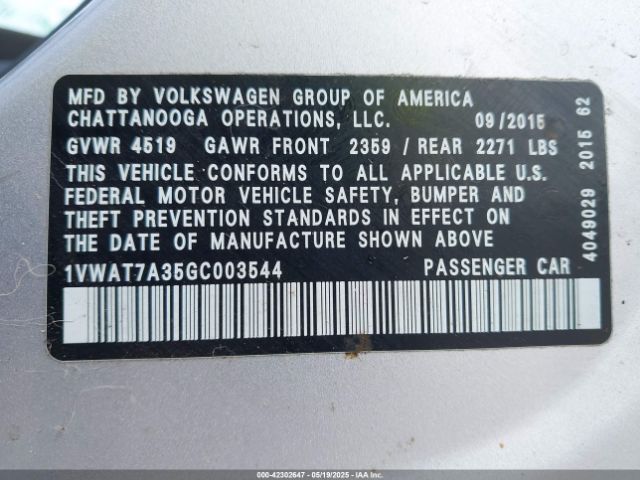 MFD BY VOLKSWAGEN GROUP OF AMERICA
CHATTANOOGA OPERATIONS, LLC. 09/2015
GVWR 4519 GAWR FRONT 2359 / REAR 2271 LBS
THIS VEHICLE CONFORMS TO ALL APPLICABLE U.S.
FEDERAL MOTOR VEHICLE SAFETY, BUMPER AND
THEFT PREVENTION STANDARDS IN EFFECT ON
THE DATE OF MANUFACTURE SHOWN ABOVE
1VWAT7A35GC003544 PASSENGER CAR
4049029 2015 62
000-42302647 - 05/19/2025 - IAAI.COM